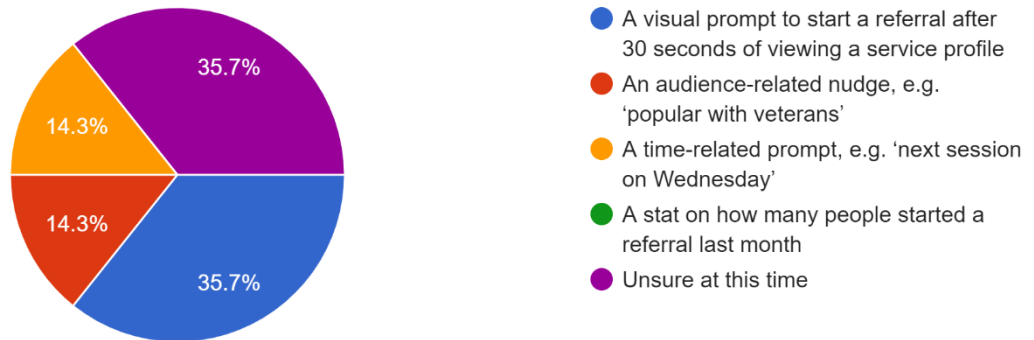 35.7%
14.3%
14.3%
35.7%
A visual prompt to start a referral after
30 seconds of viewing a service profile
An audience-related nudge, e.g.
‘popular with veterans’
A time-related prompt, e.g. ‘next session
on Wednesday’
A stat on how many people started a
referral last month
Unsure at this time